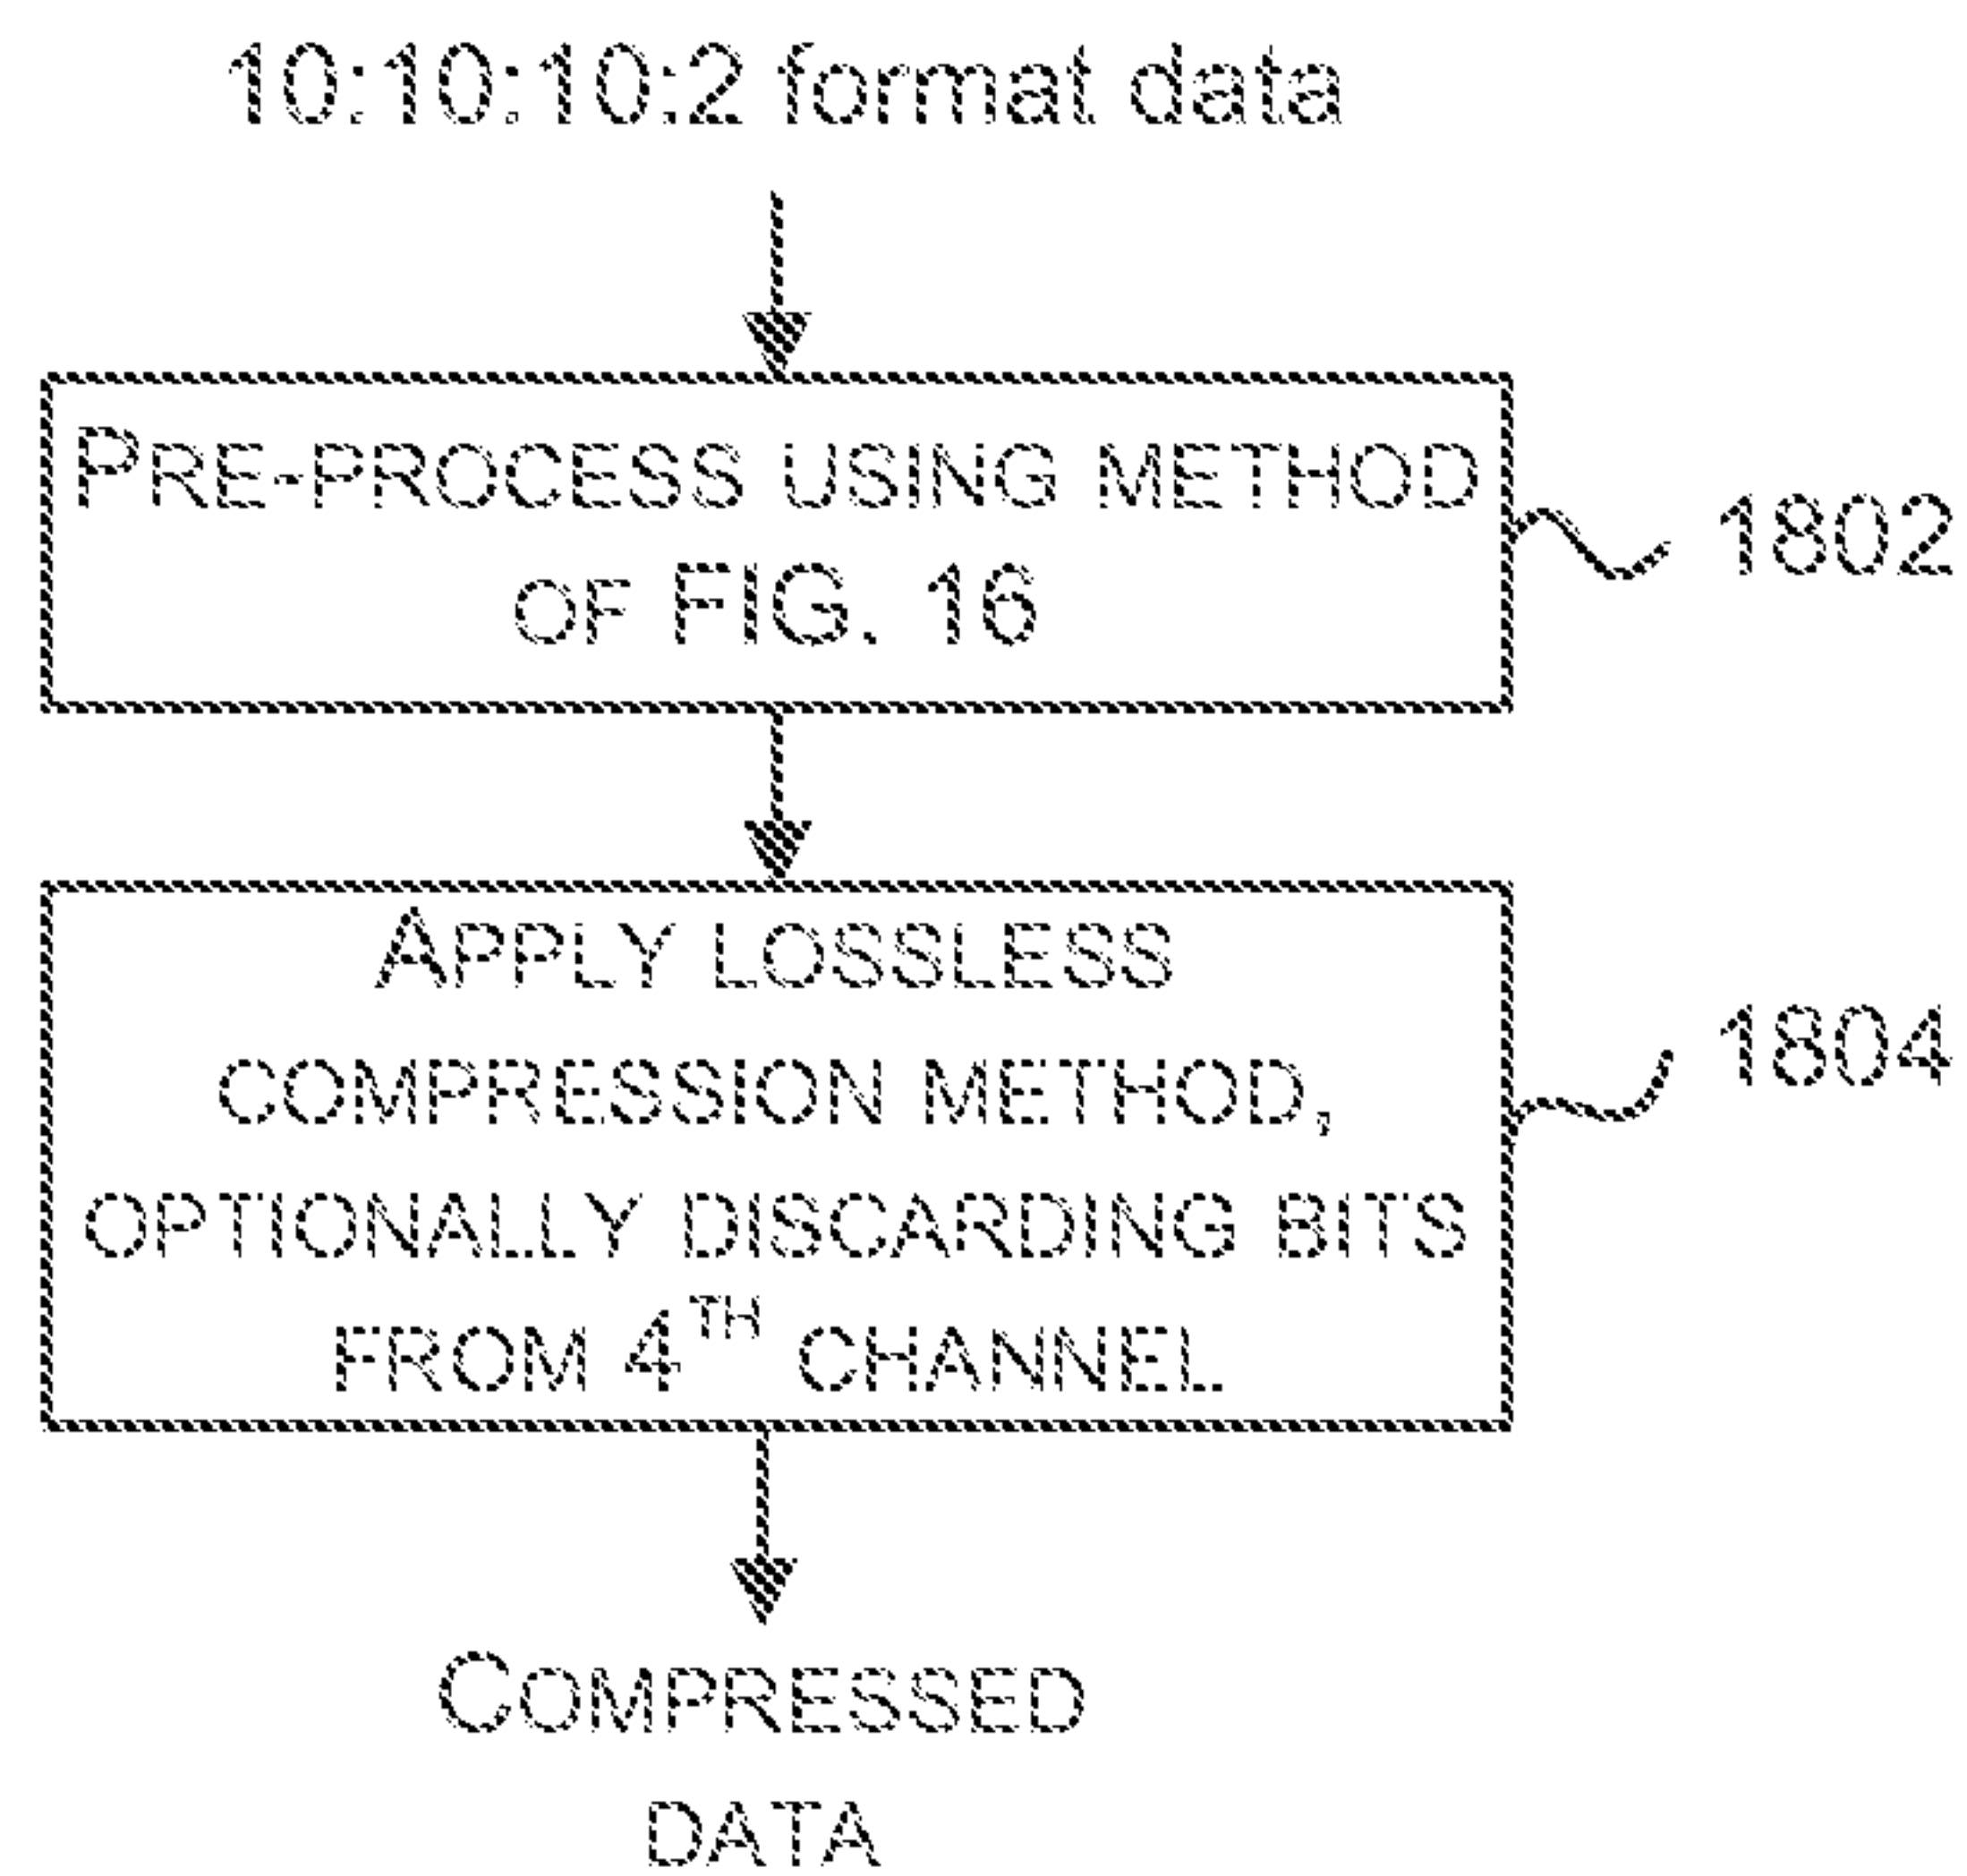 10:10:10:2 format data
PRE-PROCESS USING METHOD
OF FIG. 16
1802
APPLY LOSSLESS
COMPRESSION METHOD,
OPTIONALLY DISCARDING BITS
FROM 4TH CHANNEL
1804
COMPRESSED
DATA